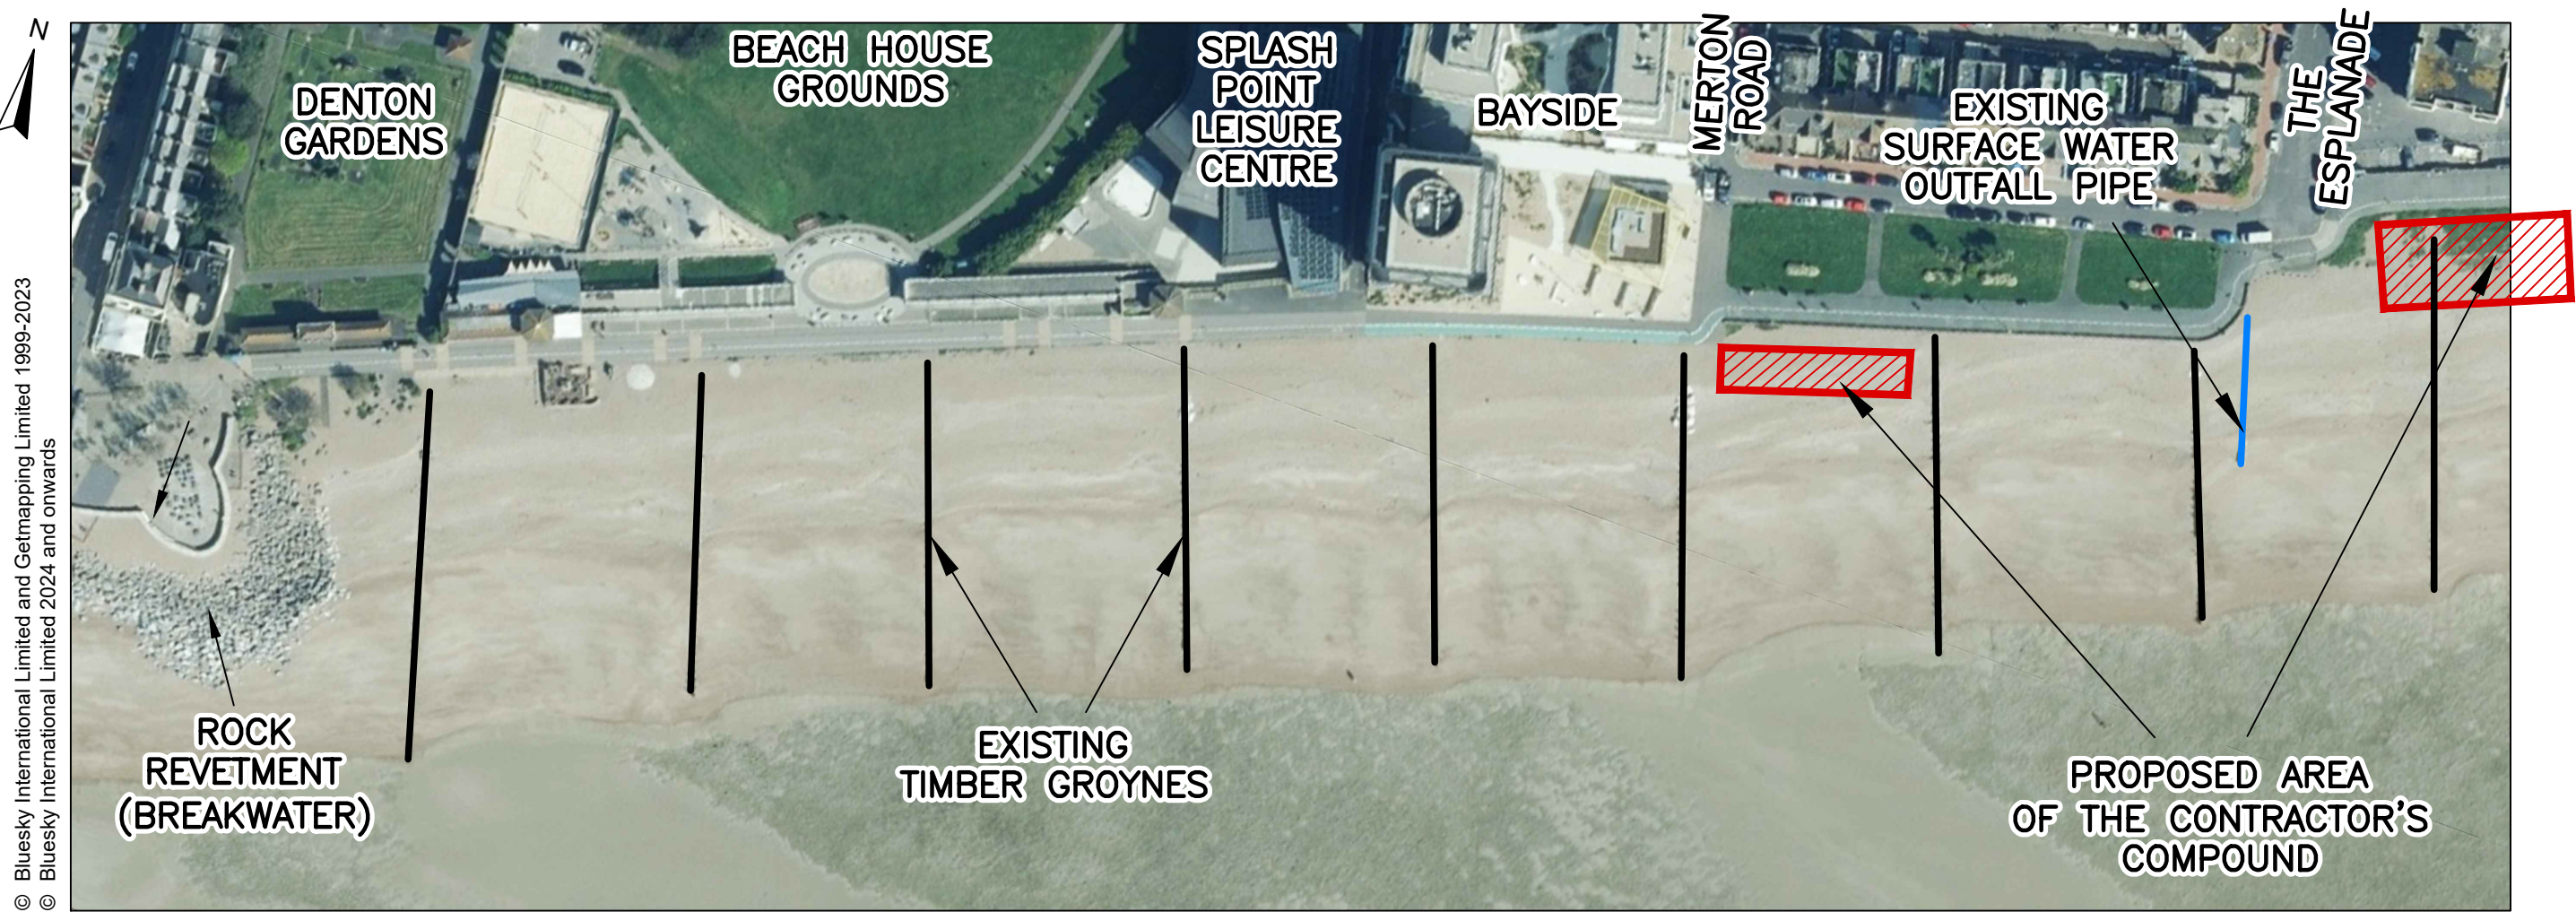 N
DENTON
GARDENS
BEACH HOUSE
GROUNDS
SPLASH
POINT
LEISURE
CENTRE
BAYSIDE
MERTON
ROAD
EXISTING
SURFACE WATER
OUTFALL PIPE
THE
ESPLANADE
ROCK
REVETMENT
(BREAKWATER)
EXISTING
TIMBER GROYNES
PROPOSED AREA
OF THE CONTRACTOR'S
COMPOUND
© Bluesky International Limited and Getmapping Limited 1999-2023
© Bluesky International Limited 2024 and onwards